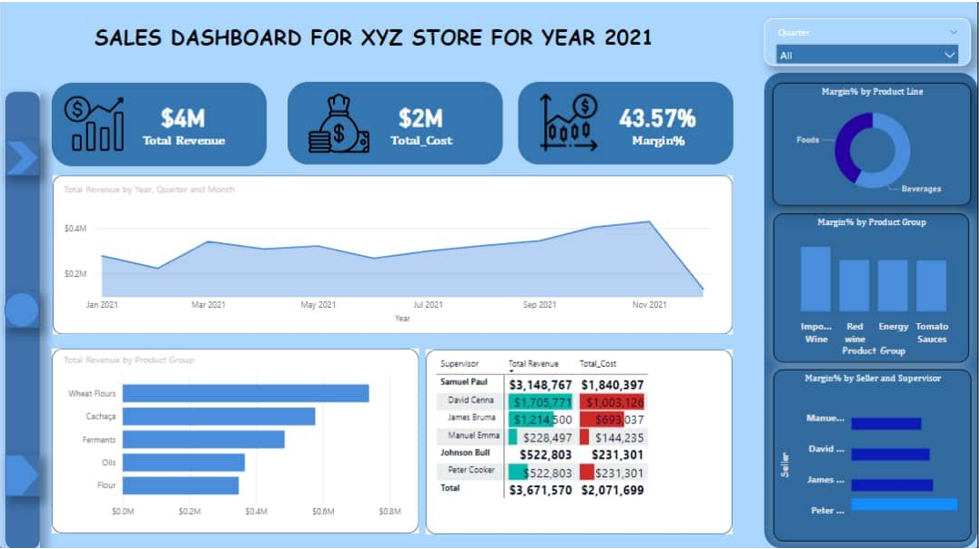 SALES DASHBOARD FOR XYZ STORE FOR YEAR 2021
Quarter
All
$4M
Total Revenue
$2M
Total_Cost
43.57%
Margin%
Total Revenue by Year, Quarter and Month
$0.4M
$0.2M
Jan 2021 Mar 2021 May 2021 Jul 2021 Sep 2021 Nov 2021
Year
Total Revenue by Product Group
Wheat Flours
Cachaça
Ferments
Oils
Flour
$0.0M $0.2M $0.4M $0.6M $0.8M
Supervisor Total Revenue Total_Cost
Samuel Paul $3,148,767 $1,840,397
David Cenna $1,705,771 $1,003,126
James Bruma $1,214,500 $693,037
Manuel Emma $228,497 $144,235
Johnson Bull $522,803 $231,301
Peter Cooker $522,803 $231,301
Total $3,671,570 $2,071,699
Margin% by Product Line
Foods
Beverages
Margin% by Product Group
Impo... Red Energy Tomato
Wine wine Sauces
Product Group
Margin% by Seller and Supervisor
Seller
Manue...
David ...
James ...
Peter ...